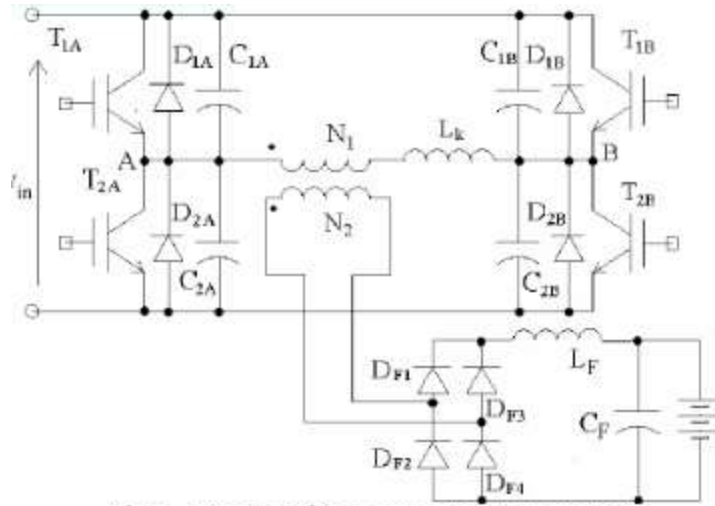 T1A
D1A
C1A
C1B
D1B
T1B
N1
Lk
A
B
in
T2A
D2A
N2
D2B
T2B
C2A
C2B
DF1
LF
DF3
CF
DF2
DF4